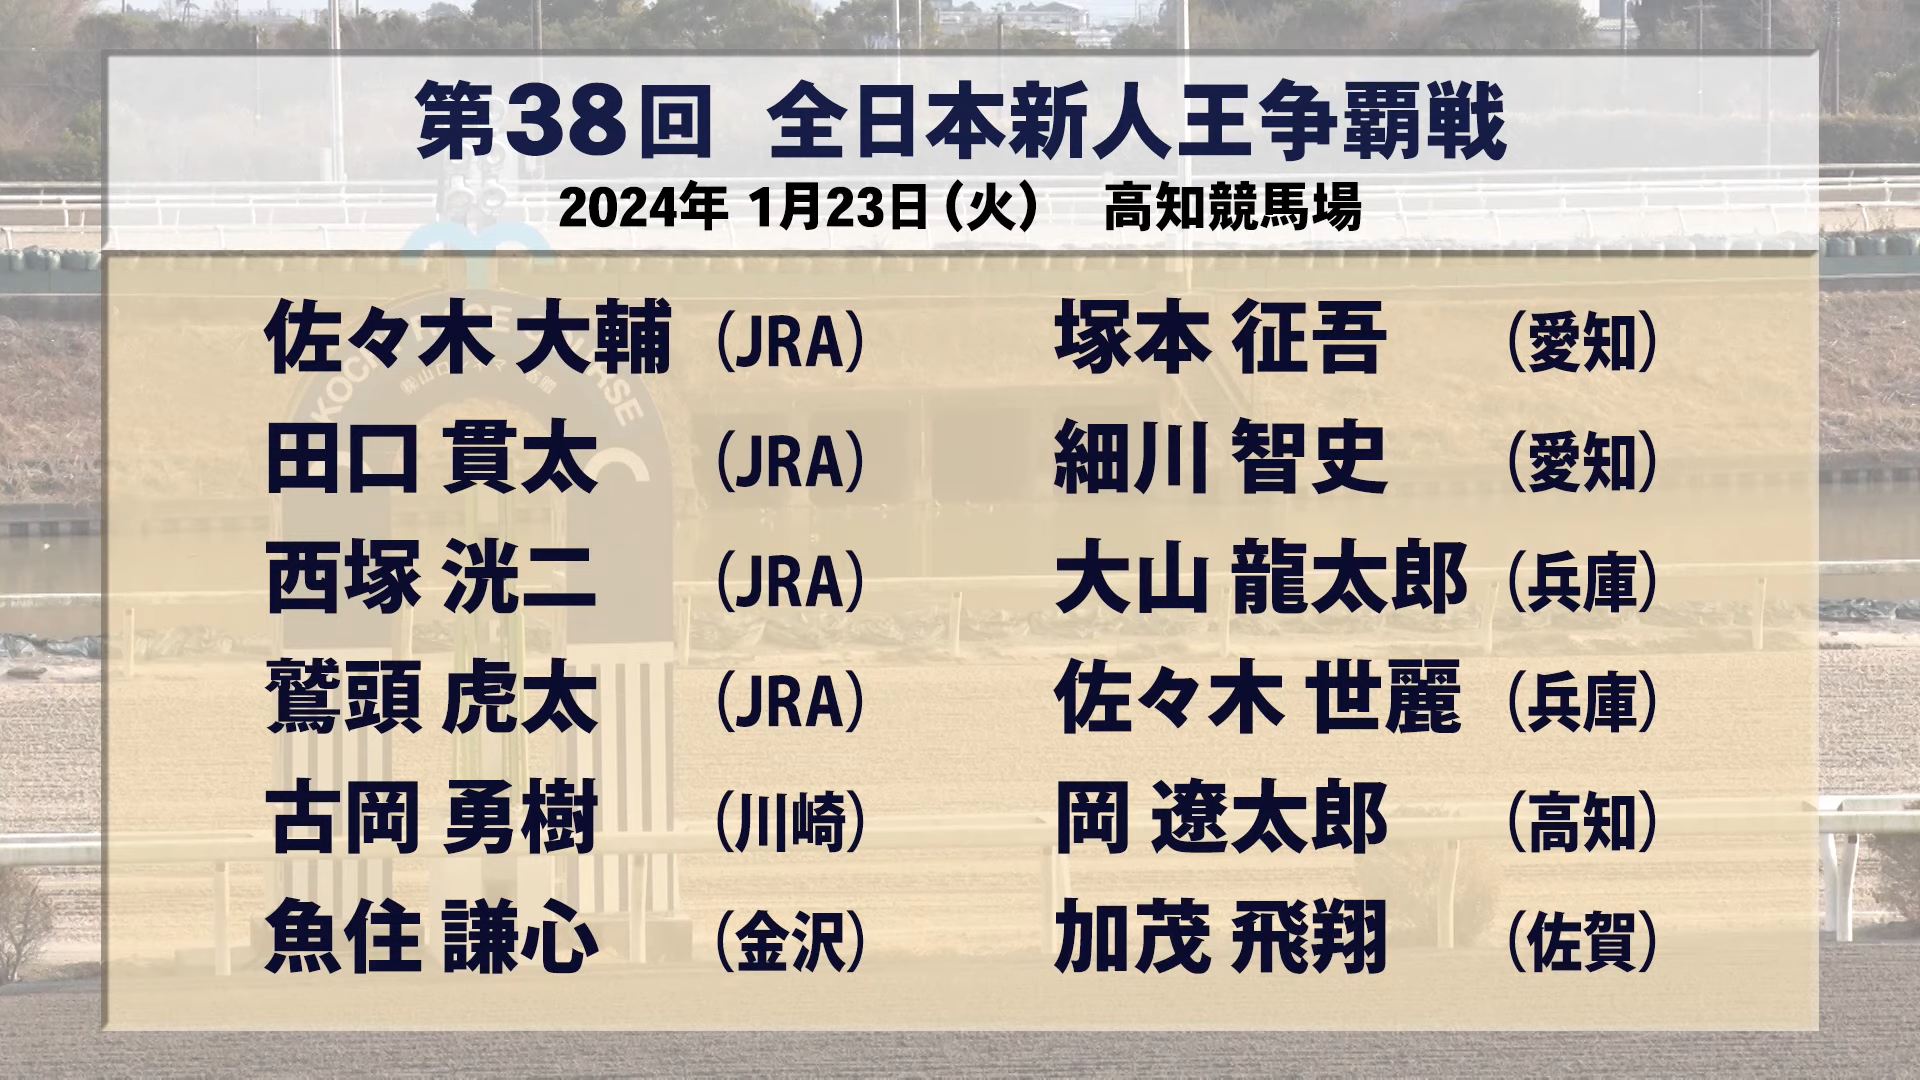 第38回 全日本新人王争覇戦
2024年 1月23日（火） 高知競馬場
佐々木 大輔 （JRA）
田口 貫太 （JRA）
西塚 洸二 （JRA）
鷲頭 虎太 （JRA）
古岡 勇樹 （川崎）
魚住 謙心 （金沢）
塚本 征吾 （愛知）
細川 智史 （愛知）
大山 龍太郎 （兵庫）
佐々木 世麗 （兵庫）
岡 遼太郎 （高知）
加茂 飛翔 （佐賀）